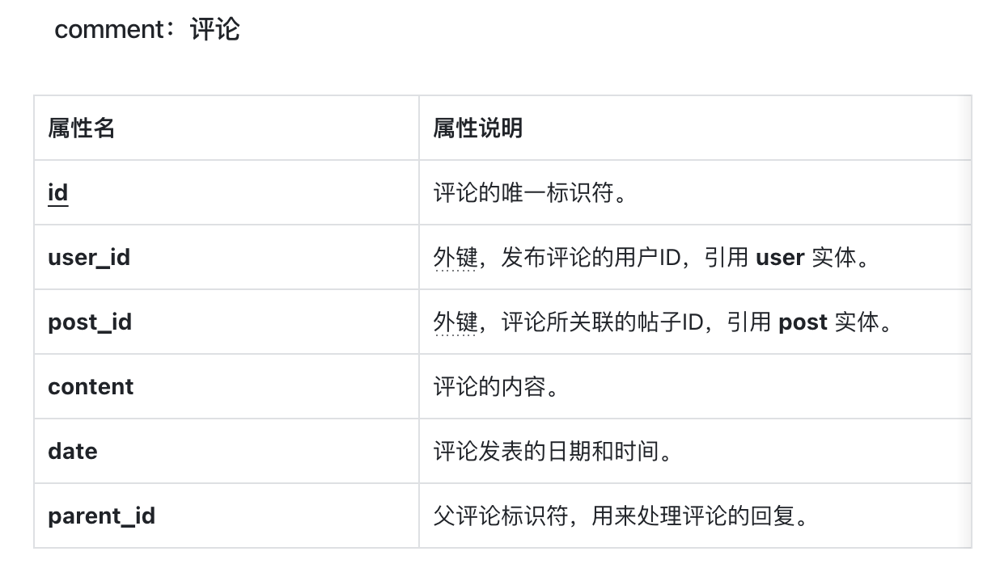 comment：评论
属性名 属性说明
id 评论的唯一标识符。
user_id 外键，发布评论的用户ID，引用 user 实体。
post_id 外键，评论所关联的帖子ID，引用 post 实体。
content 评论的内容。
date 评论发表的日期和时间。
parent_id 父评论标识符，用来处理评论的回复。